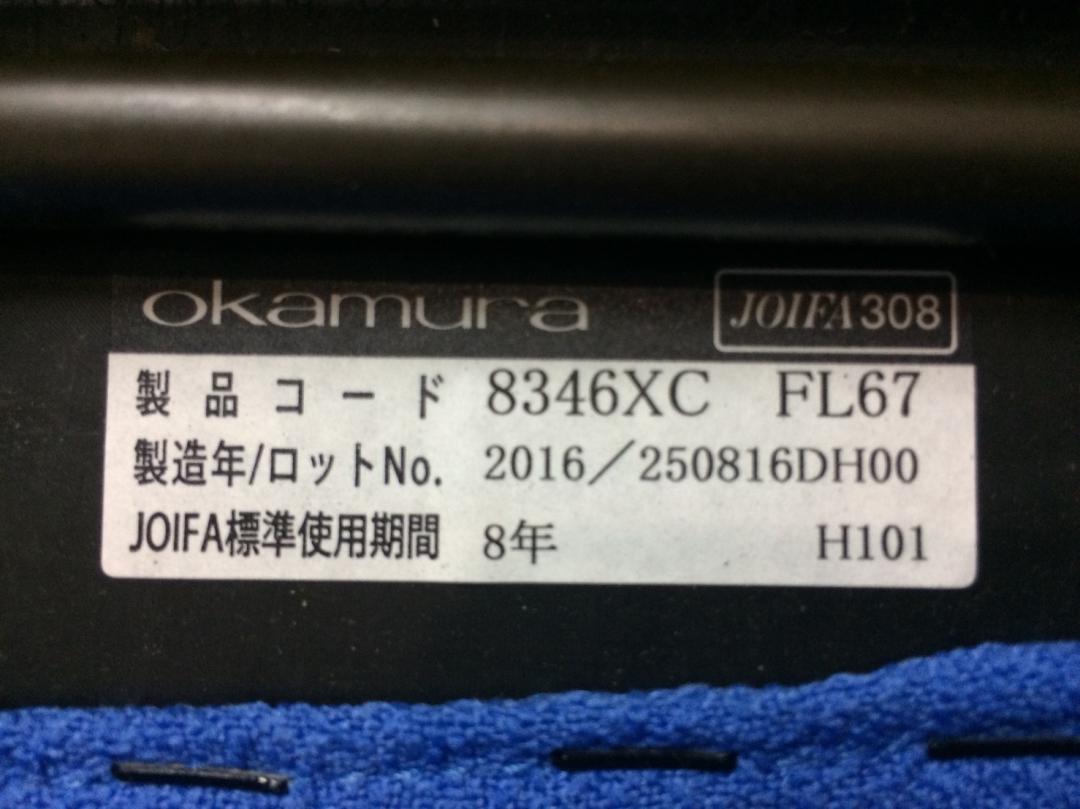 okamura JOIFA308
製品コード 8346XC FL67
製造年/ロットNo. 2016／250816DH00
JOIFA標準使用期間 8年 H101